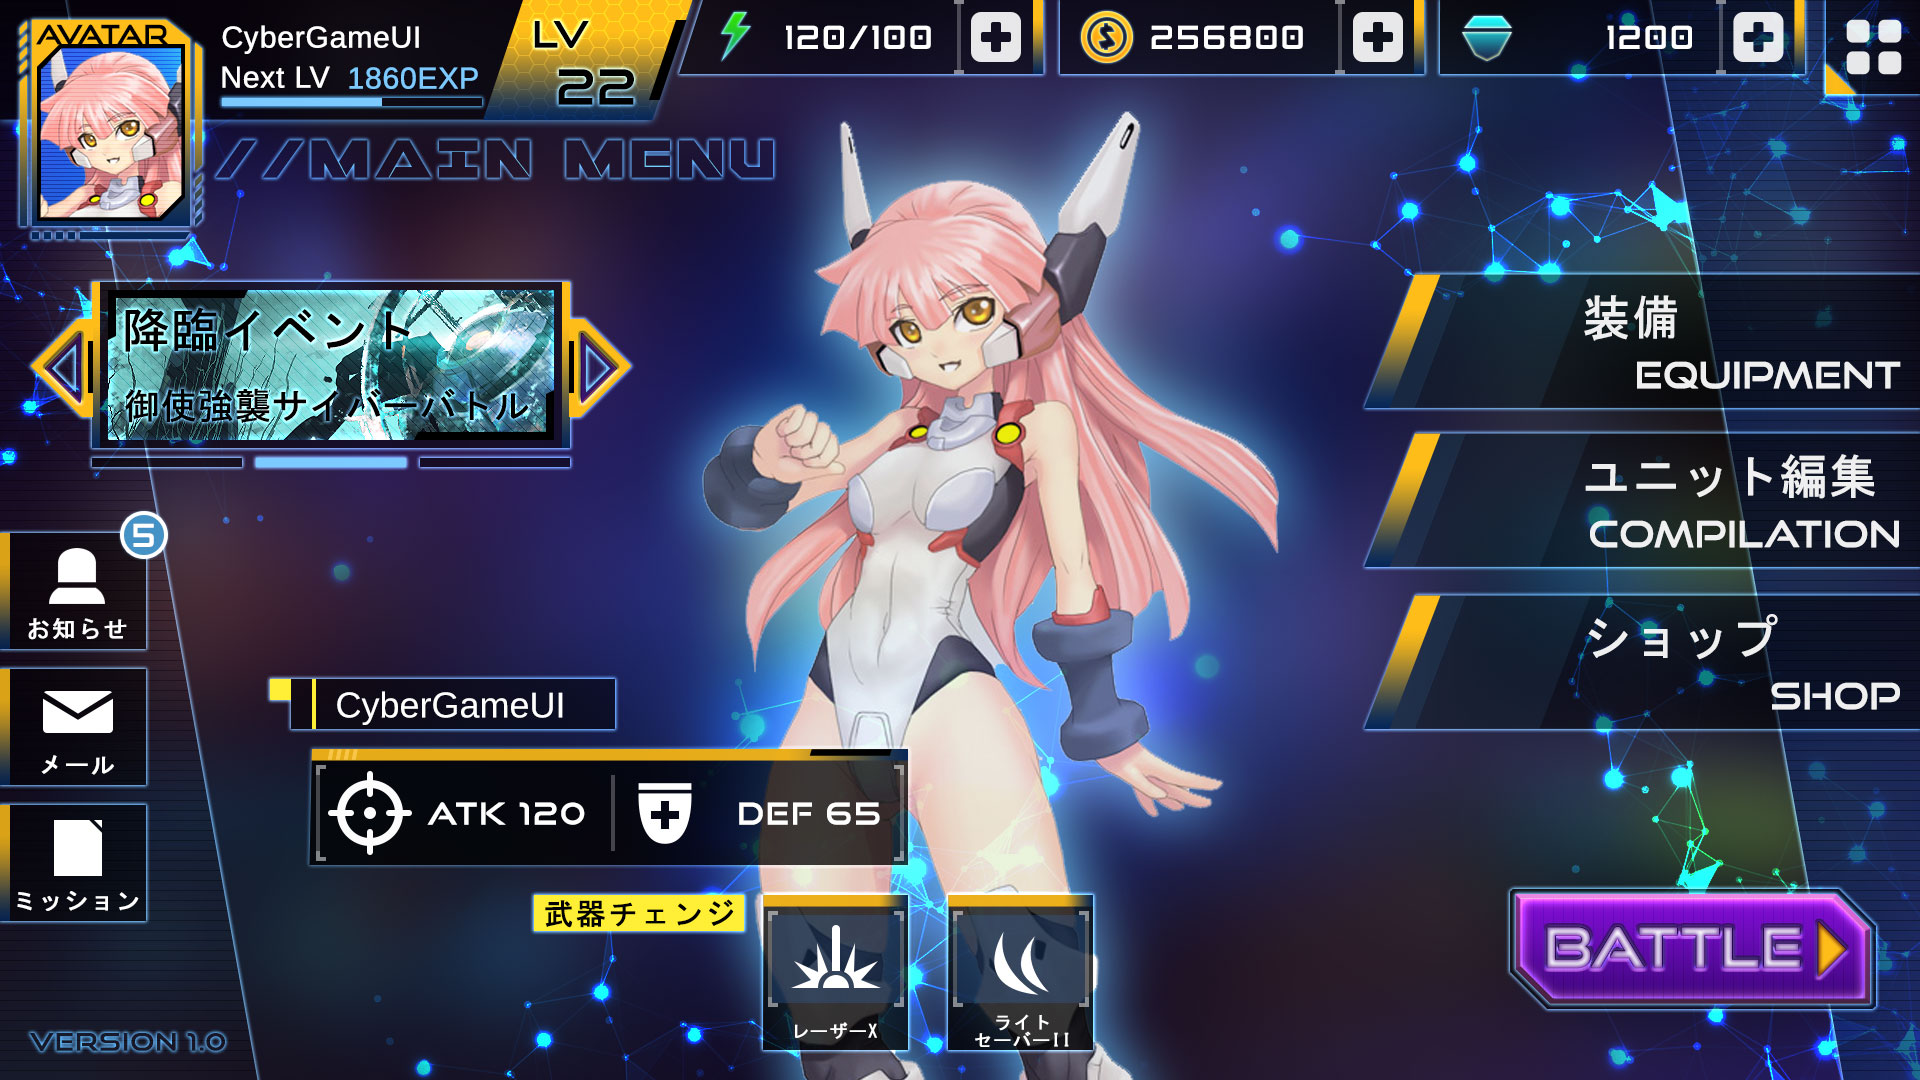 AVATAR
CyberGameUI
Next LV 1860EXP
LV
22
120/100
256800
1200
//MAIN MENU
降臨イベント
御使強襲サイバーバトル
5
お知らせ
メール
ミッション
装備
EQUIPMENT
ユニット編集
COMPILATION
ショップ
SHOP
CyberGameUI
ATK 120
DEF 65
武器チェンジ
レーザーX
ライト
セーバーII
BATTLE
VERSION 1.0